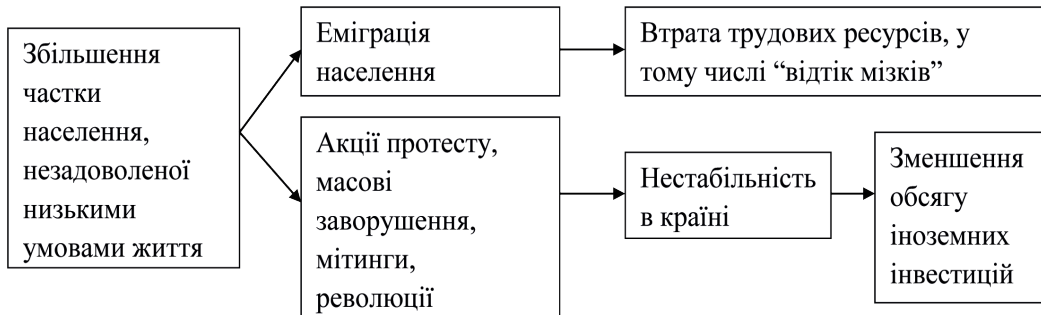 Збільшення
частки
населення,
незадоволеної
низькими
умовами життя
Еміграція
населення
Втрата трудових ресурсів, у
тому числі “відтік мізків”
Акції протесту,
масові
заворушення,
мітинги,
революції
Нестабільність
в країні
Зменшення
обсягу
іноземних
інвестицій